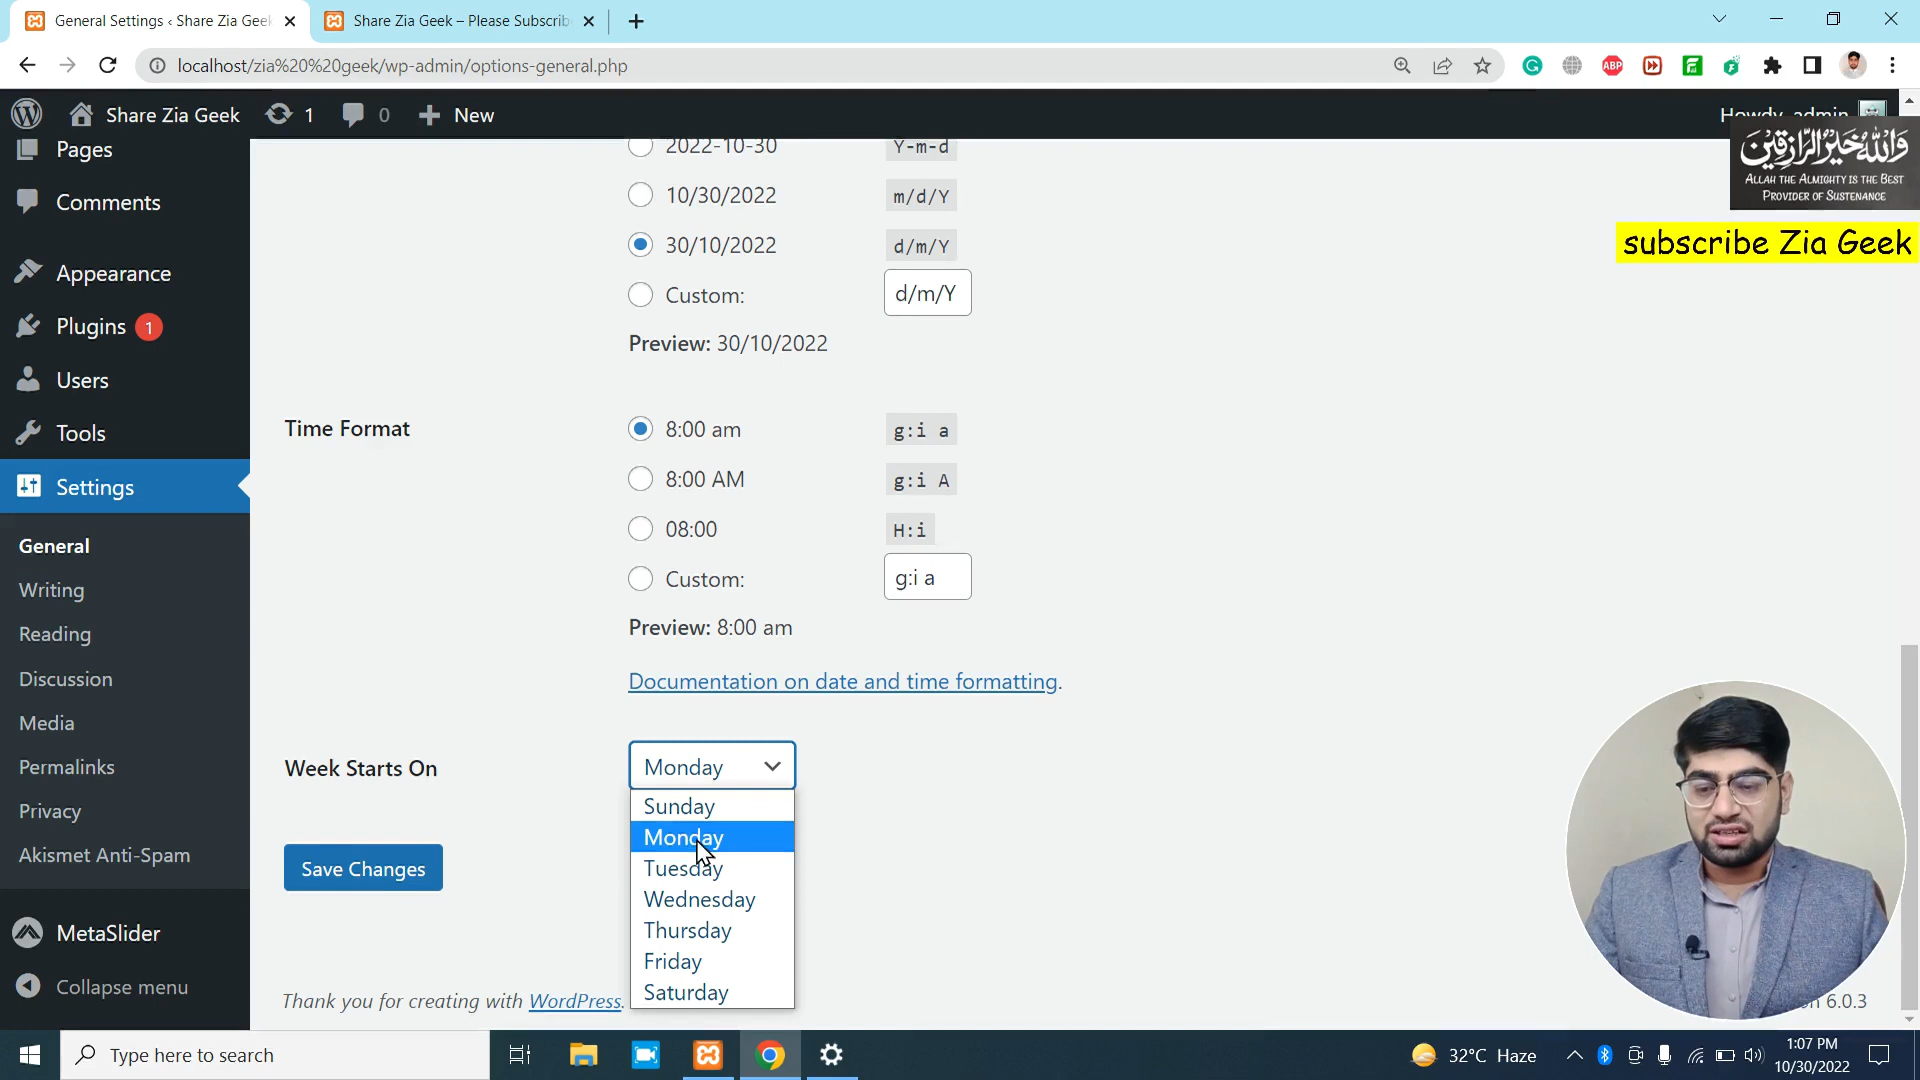 General Settings ‹ Share Zia Geek
Share Zia Geek – Please Subscrib
localhost/zia%20%20geek/wp-admin/options-general.php
ABP
Share Zia Geek
1
0
New
Howdy, admin
وَاللهُ خَيْرُ الرَّازِقِيْنَ
ALLAH THE ALMIGHTY IS THE BEST
PROVIDER OF SUSTENANCE
subscribe Zia Geek
Pages
Comments
Appearance
Plugins 1
Users
Tools
Settings
General
Writing
Reading
Discussion
Media
Permalinks
Privacy
Akismet Anti-Spam
MetaSlider
Collapse menu
2022-10-30 Y-m-d
10/30/2022 m/d/Y
30/10/2022 d/m/Y
Custom: d/m/Y
Preview: 30/10/2022
Time Format
8:00 am g:i a
8:00 AM g:i A
08:00 H:i
Custom: g:i a
Preview: 8:00 am
Documentation on date and time formatting.
Week Starts On
Monday
Sunday
Monday
Tuesday
Wednesday
Thursday
Friday
Saturday
Save Changes
Thank you for creating with WordPress.
6.0.3
Type here to search
32°C Haze
1:07 PM
10/30/2022